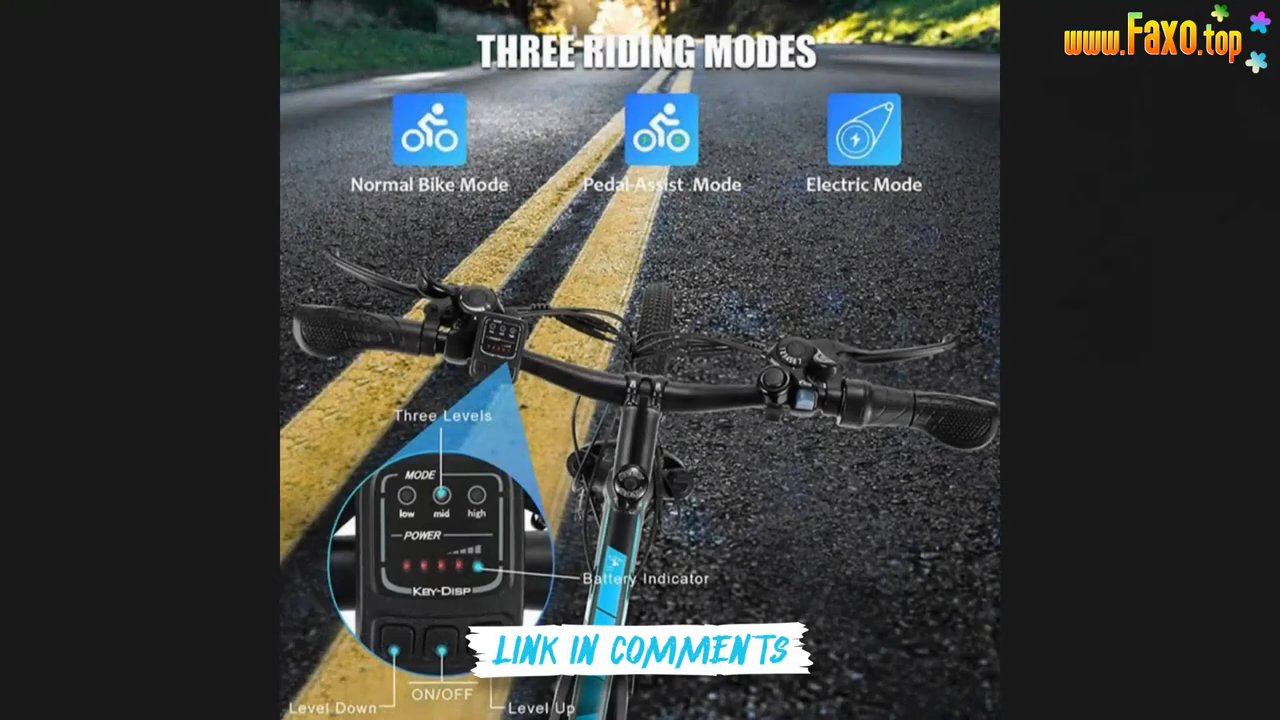 THREE RIDING MODES
www.Faxo.top
Normal Bike Mode
Pedal-Assist Mode
Electric Mode
Three Levels
MODE
low mid high
POWER
Battery Indicator
KEY-DISP
LINK IN COMMENTS
ON/OFF
Level Down
Level Up